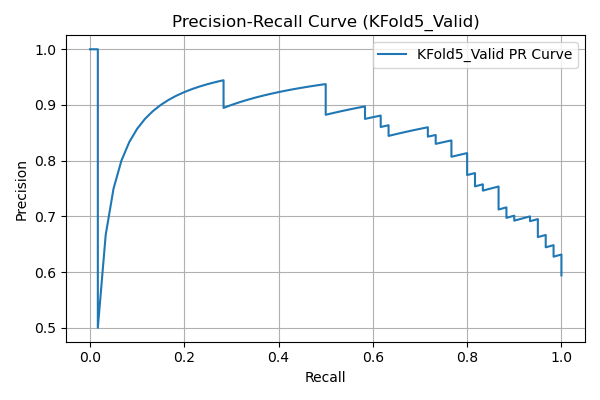 Precision-Recall Curve (KFold5_Valid)
KFold5_Valid PR Curve
1.0
0.9
0.8
0.7
0.6
0.5
Precision
0.0 0.2 0.4 0.6 0.8 1.0
Recall